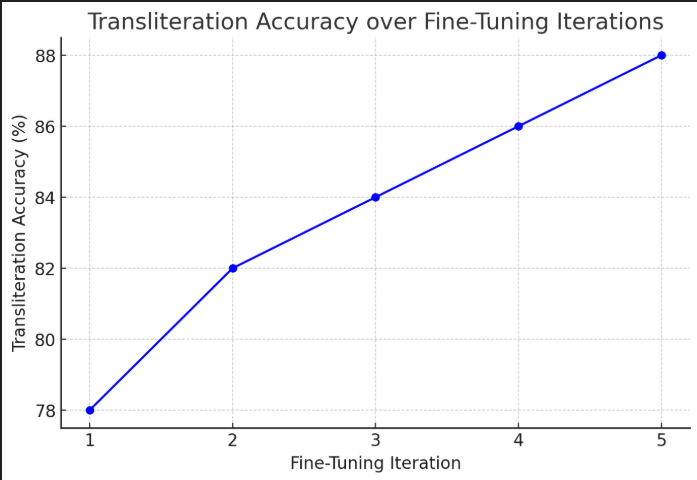 Transliteration Accuracy over Fine-Tuning Iterations
Transliteration Accuracy (%)
88
86
84
82
80
78
1 2 3 4 5
Fine-Tuning Iteration